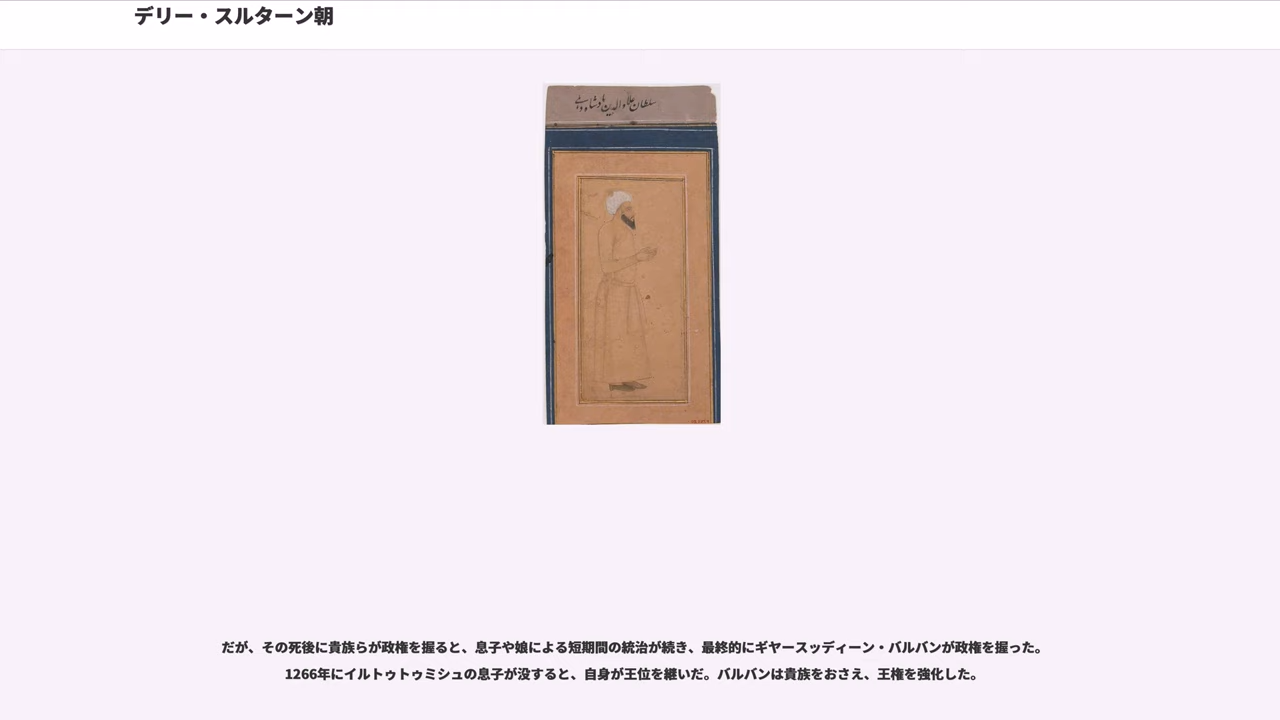 デリー・スルターン朝
سلطان علاء الدين بادشاه دهلي
だが、その死後に貴族らが政権を握ると、息子や娘による短期間の統治が続き、最終的にギヤースッディーン・バルバンが政権を握った。
1266年にイルトゥトゥミシュの息子が没すると、自身が王位を継いだ。バルバンは貴族をおさえ、王権を強化した。